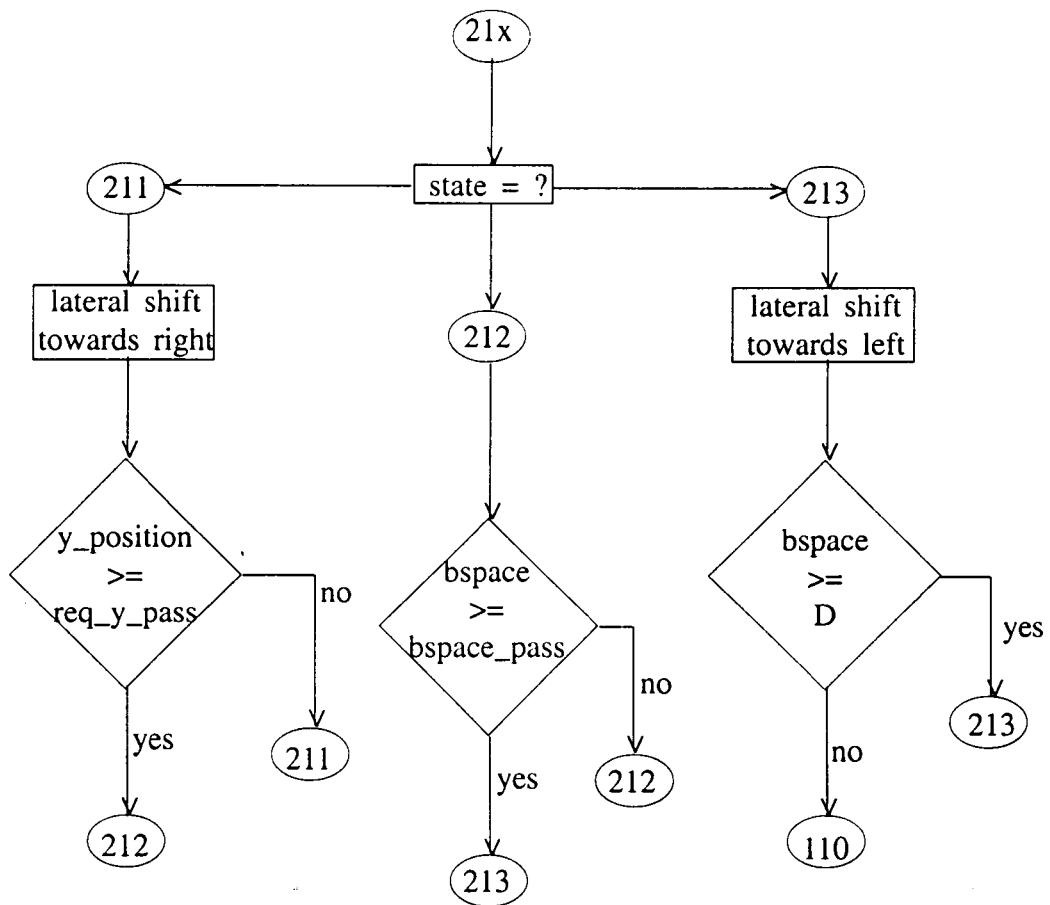 21x
state = ?
211
213
lateral shift
towards right
212
lateral shift
towards left
y_position
>=
req_y_pass
no
yes
211
212
bspace
>=
bspace_pass
no
yes
212
213
bspace
>=
D
yes
no
213
110